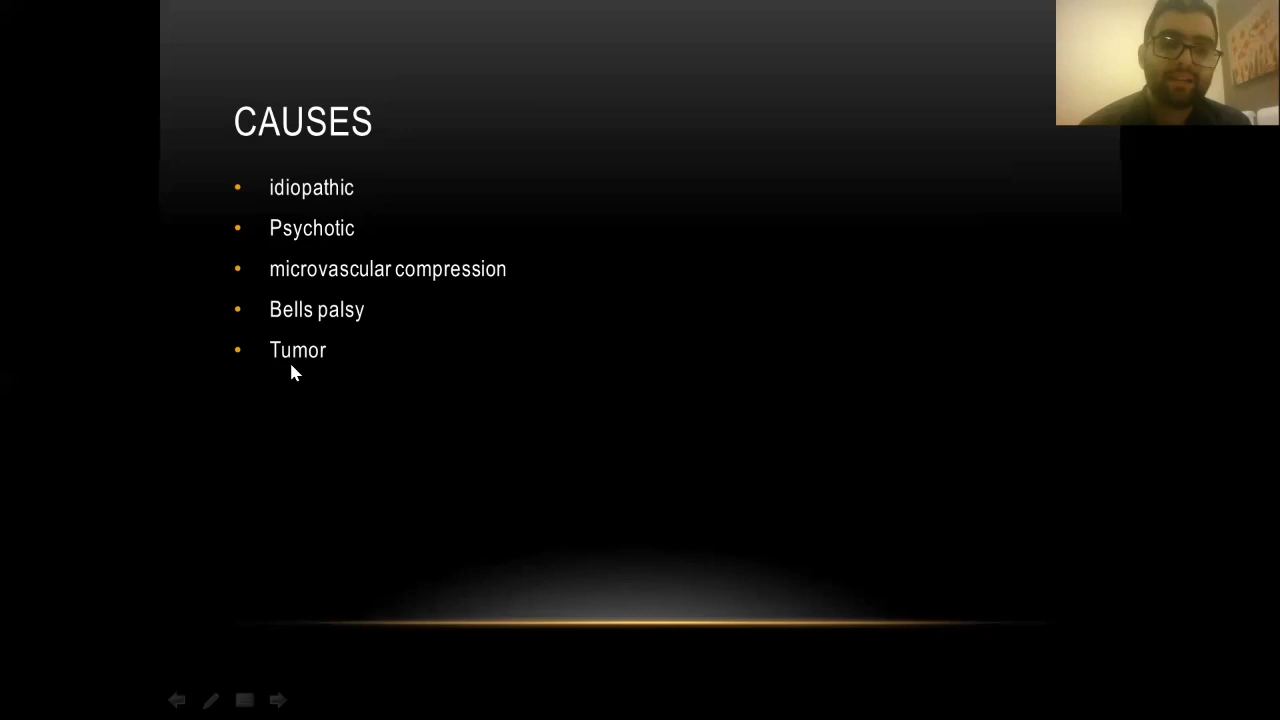 CAUSES
idiopathic
Psychotic
microvascular compression
Bells palsy
Tumor